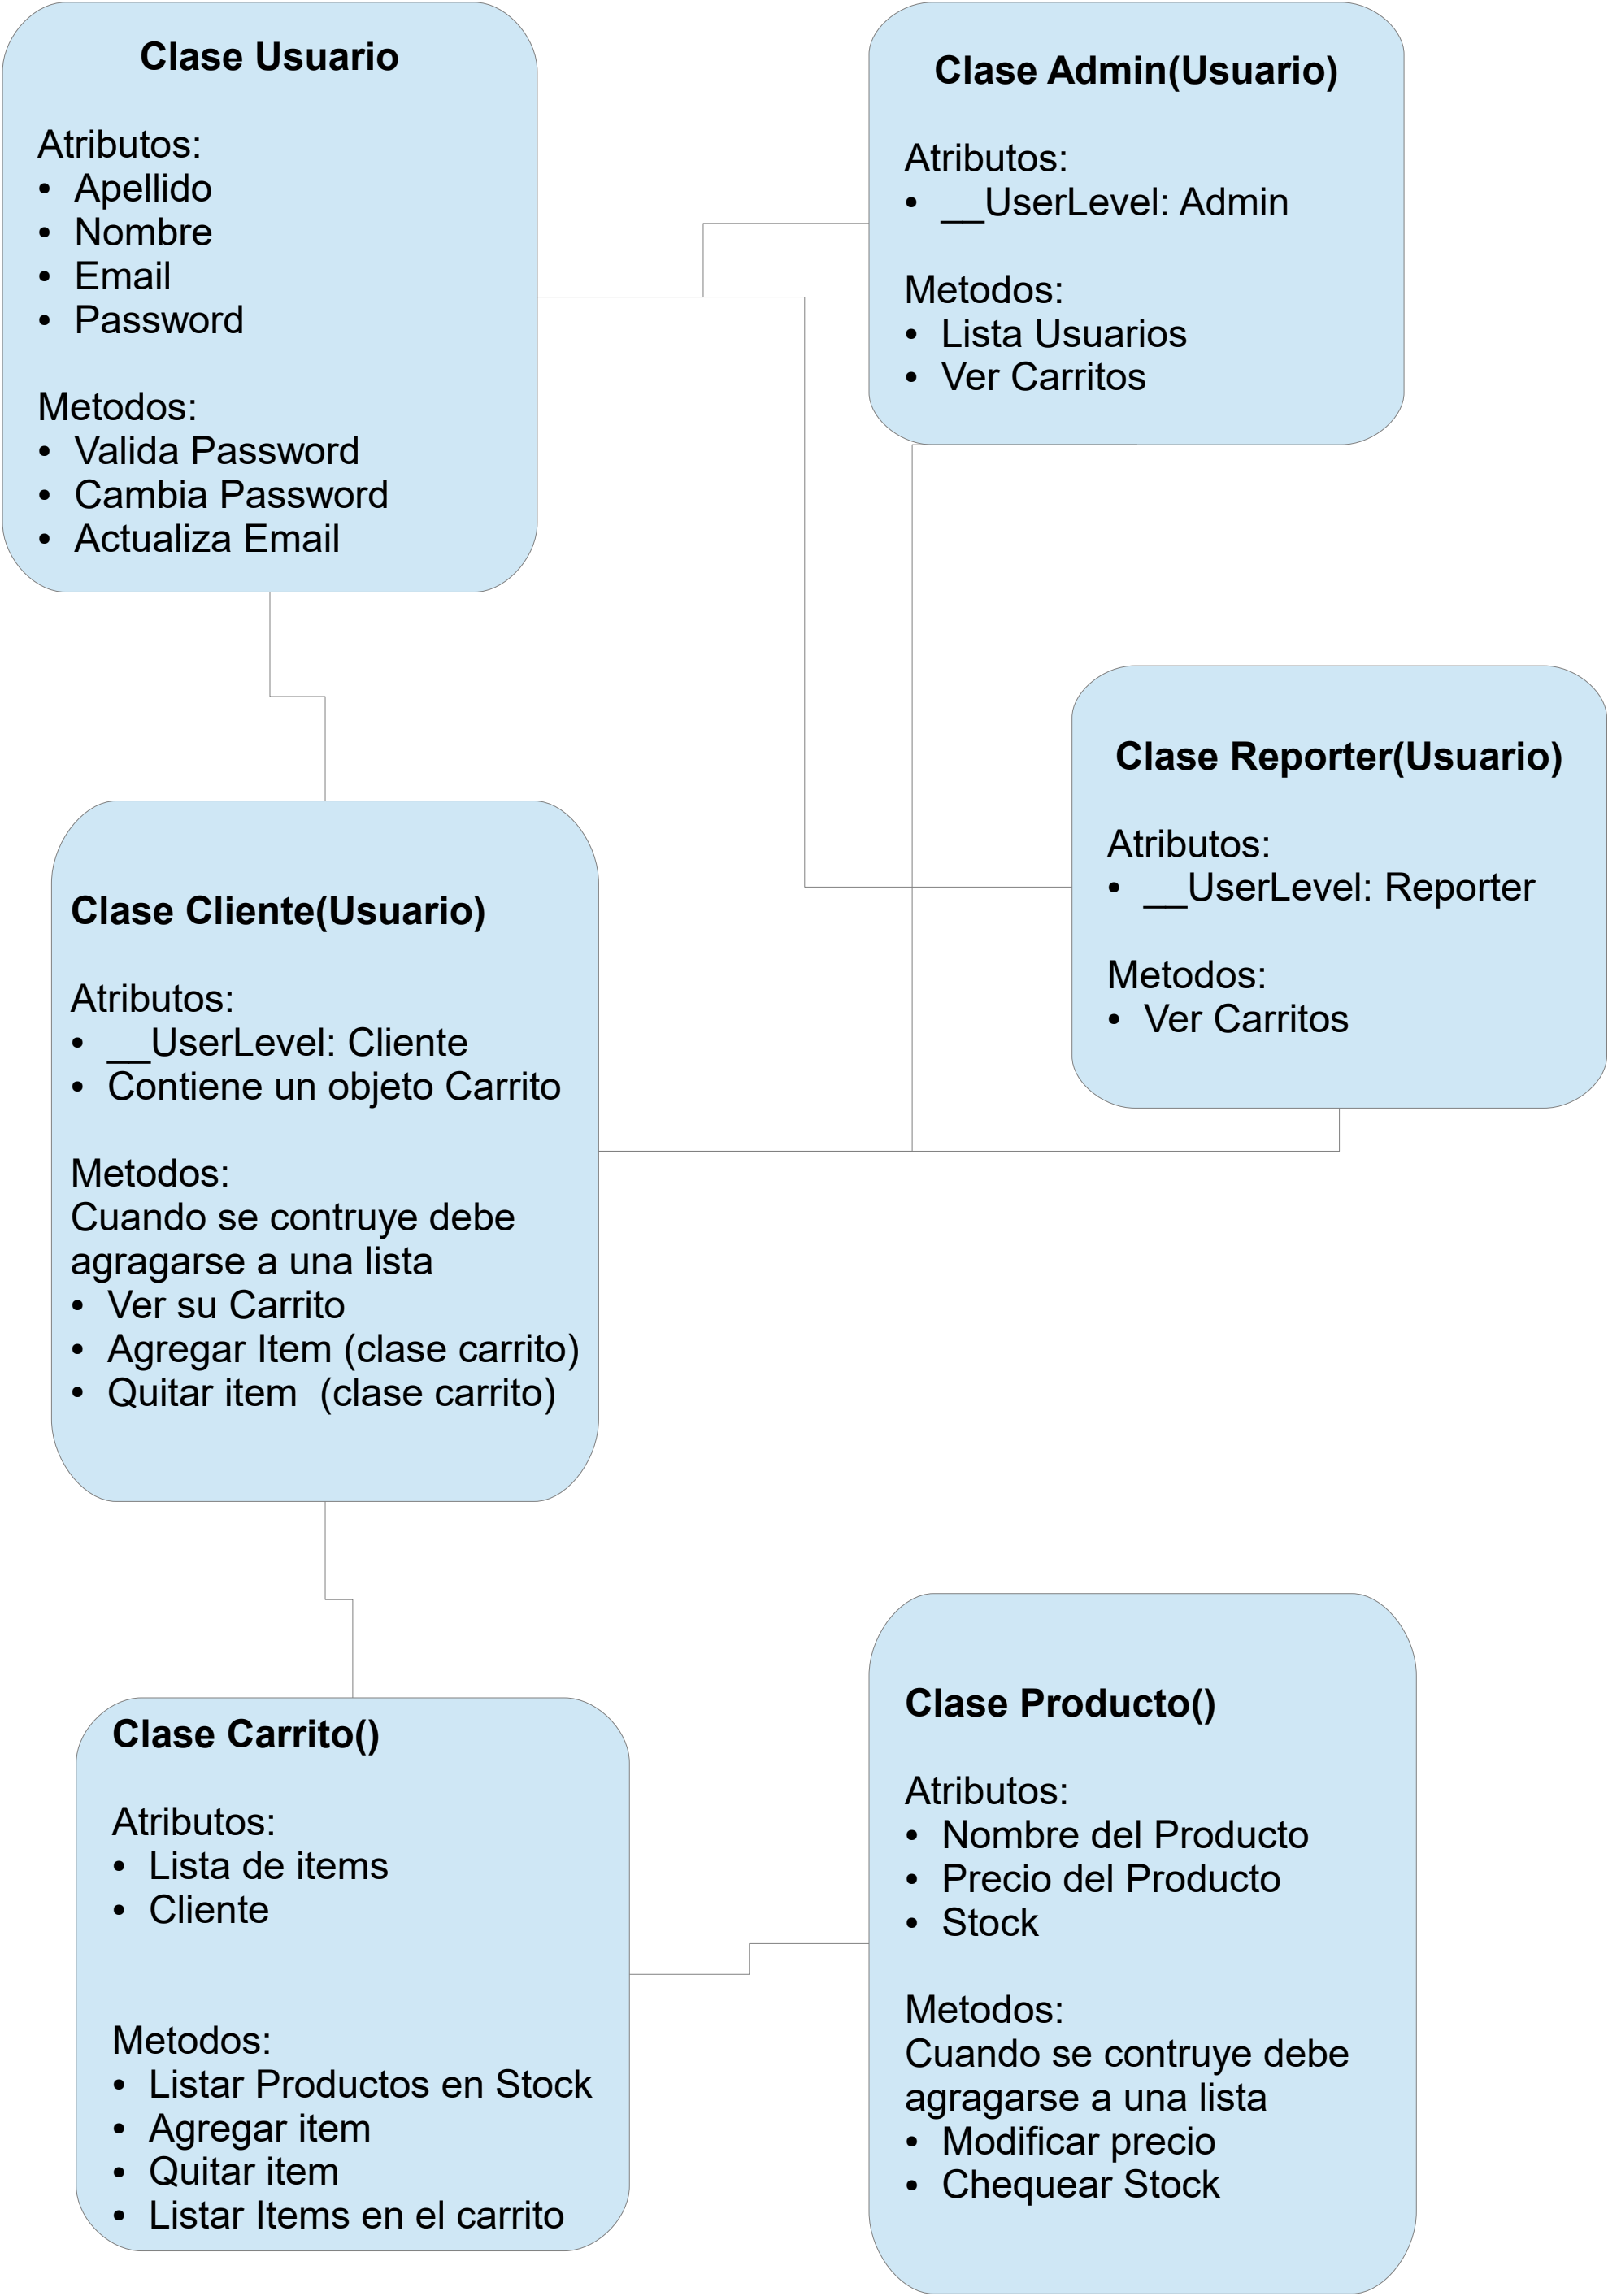 Clase Usuario
Atributos:
• Apellido
• Nombre
• Email
• Password
Metodos:
• Valida Password
• Cambia Password
• Actualiza Email
Clase Admin(Usuario)
Atributos:
• __UserLevel: Admin
Metodos:
• Lista Usuarios
• Ver Carritos
Clase Reporter(Usuario)
Atributos:
• __UserLevel: Reporter
Metodos:
• Ver Carritos
Clase Cliente(Usuario)
Atributos:
• __UserLevel: Cliente
• Contiene un objeto Carrito
Metodos:
Cuando se contruye debe
agragarse a una lista
• Ver su Carrito
• Agregar Item (clase carrito)
• Quitar item  (clase carrito)
Clase Carrito()
Atributos:
• Lista de items
• Cliente
Metodos:
• Listar Productos en Stock
• Agregar item
• Quitar item
• Listar Items en el carrito
Clase Producto()
Atributos:
• Nombre del Producto
• Precio del Producto
• Stock
Metodos:
Cuando se contruye debe
agragarse a una lista
• Modificar precio
• Chequear Stock